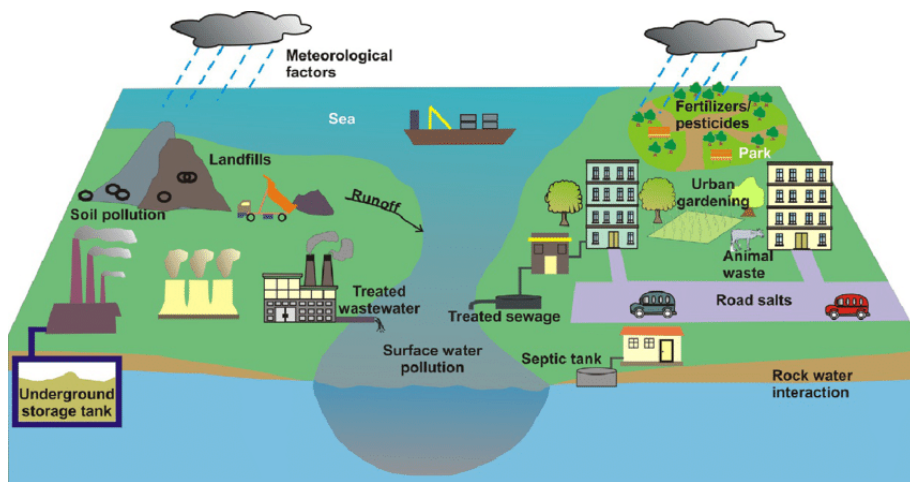 Meteorological
factors
Sea
Fertilizers/
pesticides
Park
Landfills
Soil pollution
Runoff
Urban
gardening
Animal
waste
Treated
wastewater
Treated sewage
Road salts
Surface water
pollution
Septic tank
Rock water
interaction
Underground
storage tank